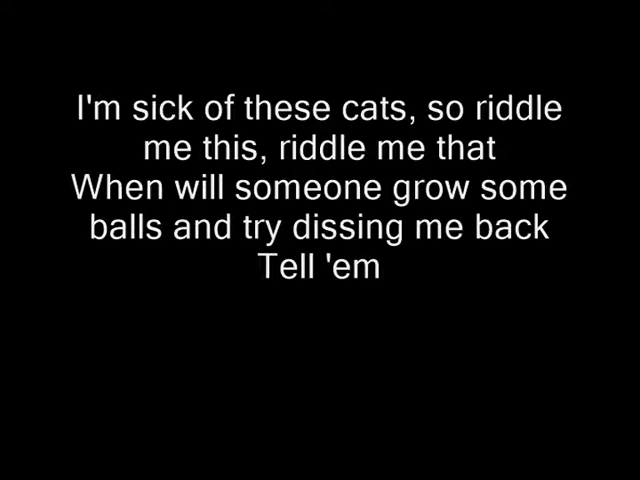 I'm sick of these cats, so riddle
me this, riddle me that
When will someone grow some
balls and try dissing me back
Tell 'em